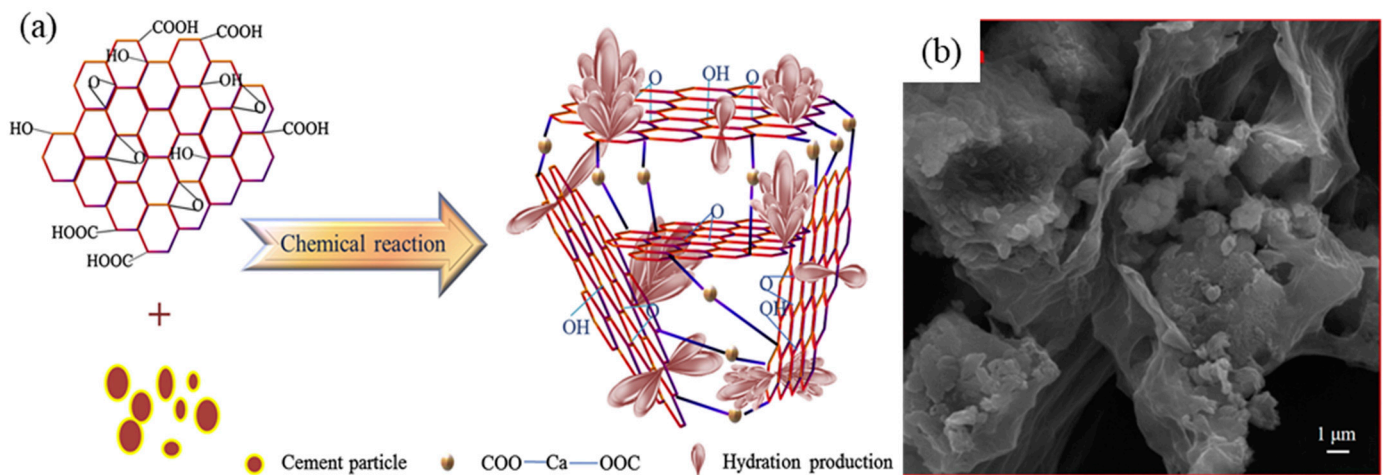 (a)
COOH
COOH
HO
OH
O
O
HO
COOH
O
HO
O
HOOC
HOOC
+
Chemical reaction
Cement particle
O
OH
O
O
O
OH
O
OH
COO—Ca—OOC
Hydration production
(b)
1 μm